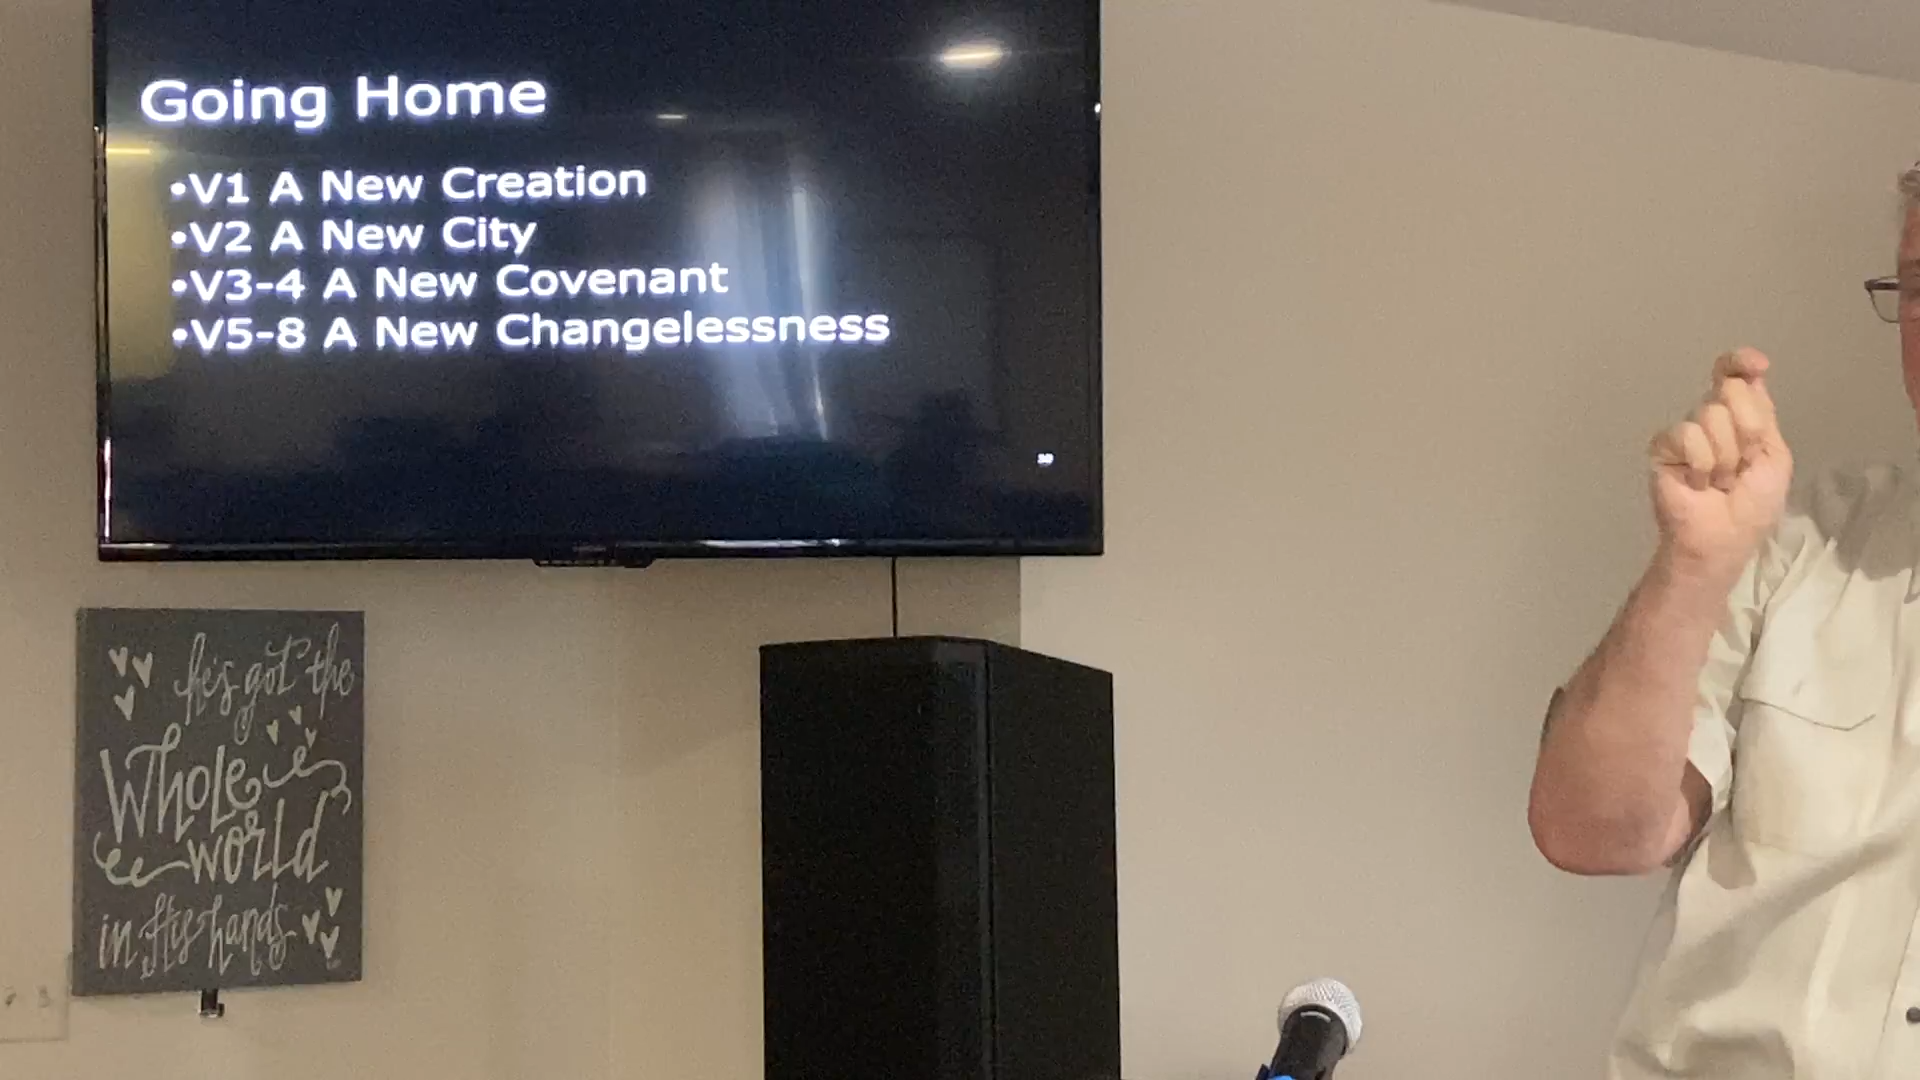 Going Home
•V1 A New Creation
•V2 A New City
•V3-4 A New Covenant
•V5-8 A New Changelessness
he's got the
Whole
world
in His hands